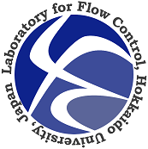 Laboratory for Flow Control, Hokkaido University, Japan